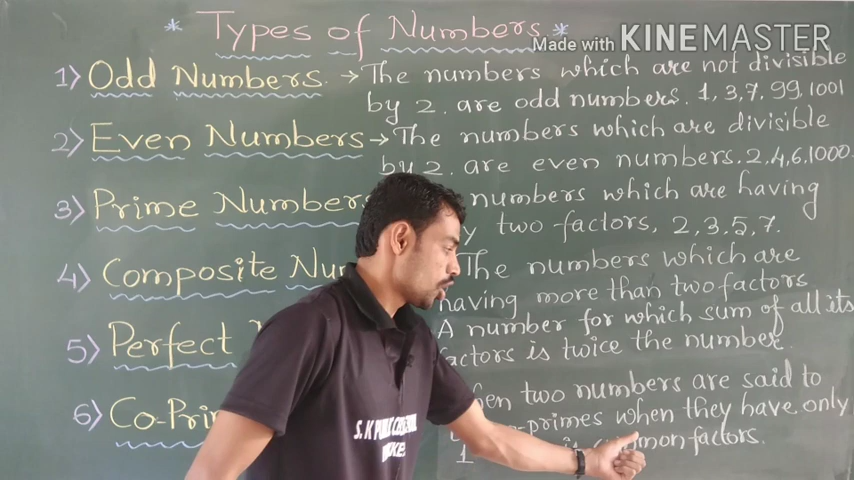 * Types of Numbers *
Made with KINEMASTER
1) Odd Numbers → The numbers which are not divisible
by 2. are odd numbers. 1, 3, 7, 99, 1001
2) Even Numbers → The numbers which are divisible
by 2. are even numbers. 2, 4, 6, 1000.
3) Prime Numbers numbers which are having
two factors, 2, 3, 5, 7.
4) Composite The numbers which are
having more than two factors
5) Perfect A number for which sum of all its
factors is twice the number.
6) Co- two numbers are said to
-primes when they have only
1 common factors.
S.K